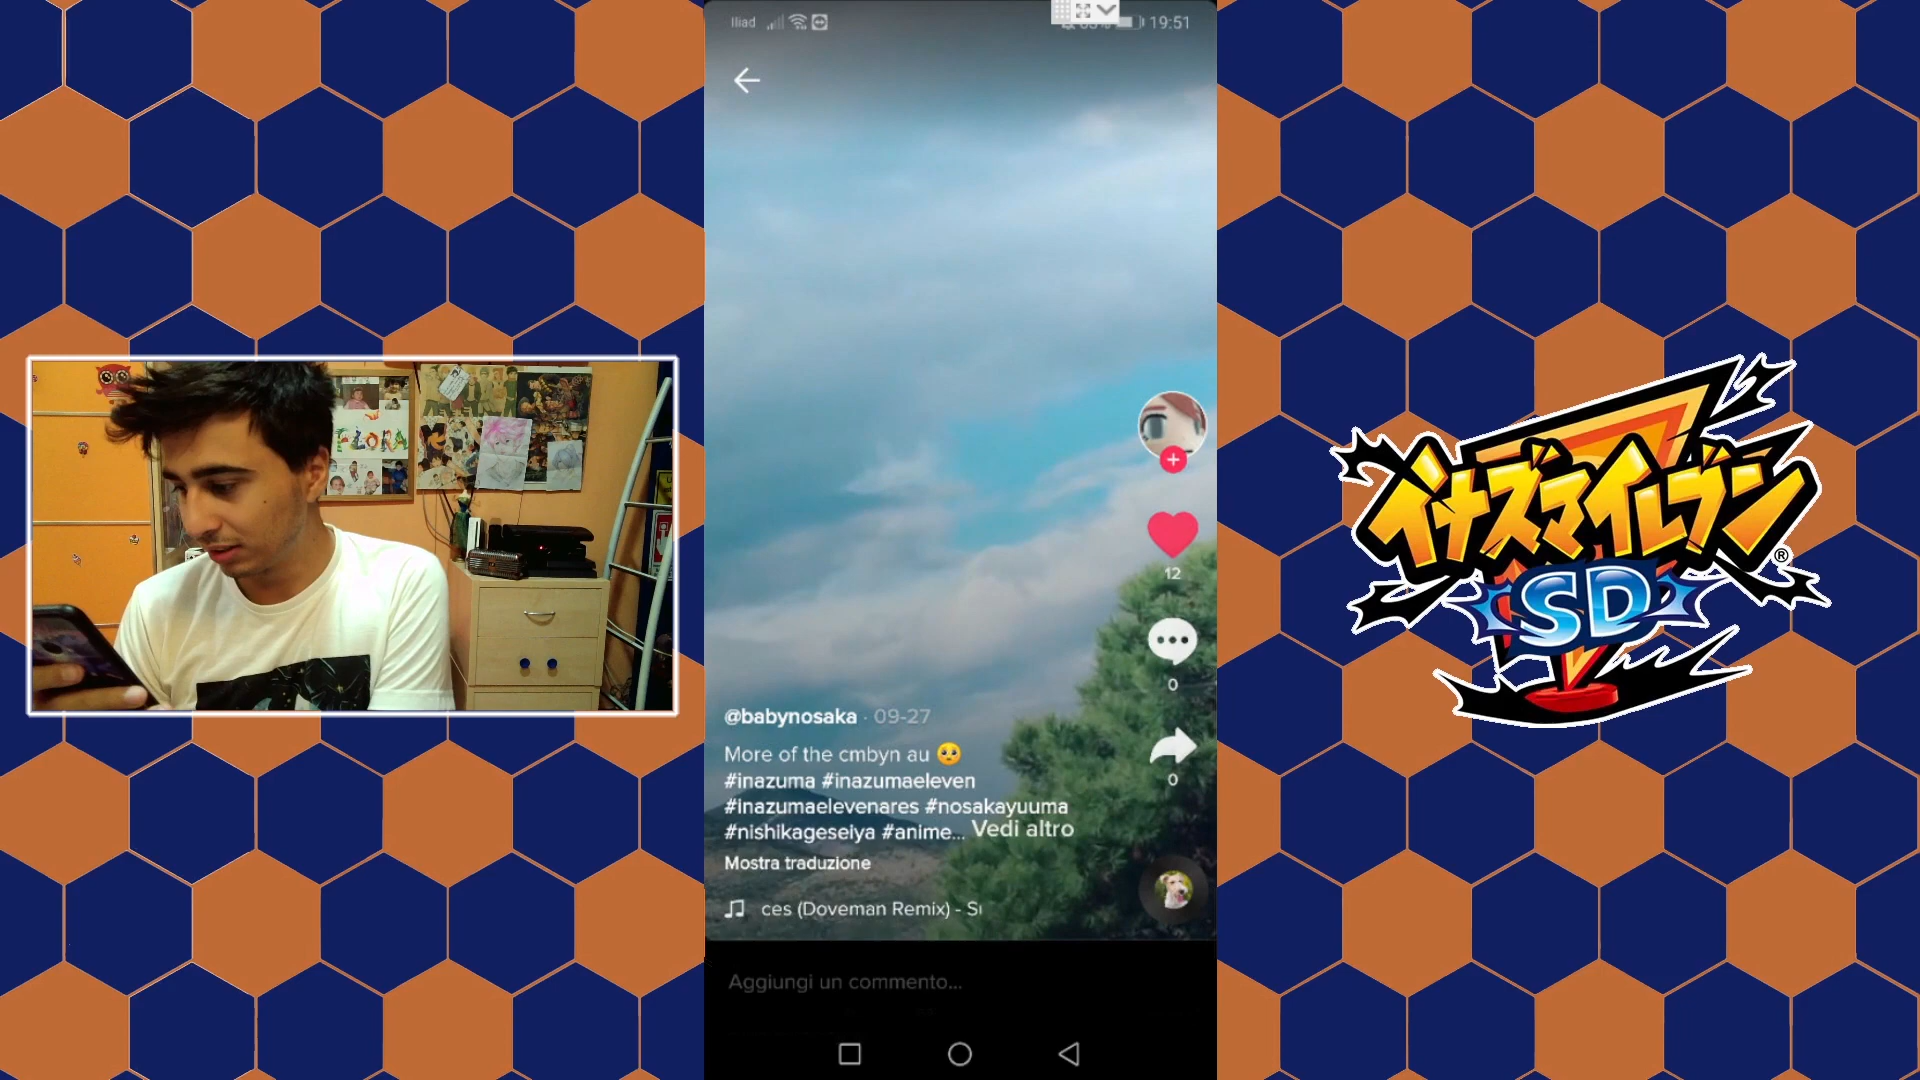 Iliad
19:51
12
0
@babynosaka · 09-27
0
More of the cmbyn au 🥺
#inazuma #inazumaeleven
#inazumaelevenares #nosakayuuma
#nishikageseiya #anime... Vedi altro
Mostra traduzione
ces (Doveman Remix) - S
Aggiungi un commento...
イナズマイレブン
®
SD